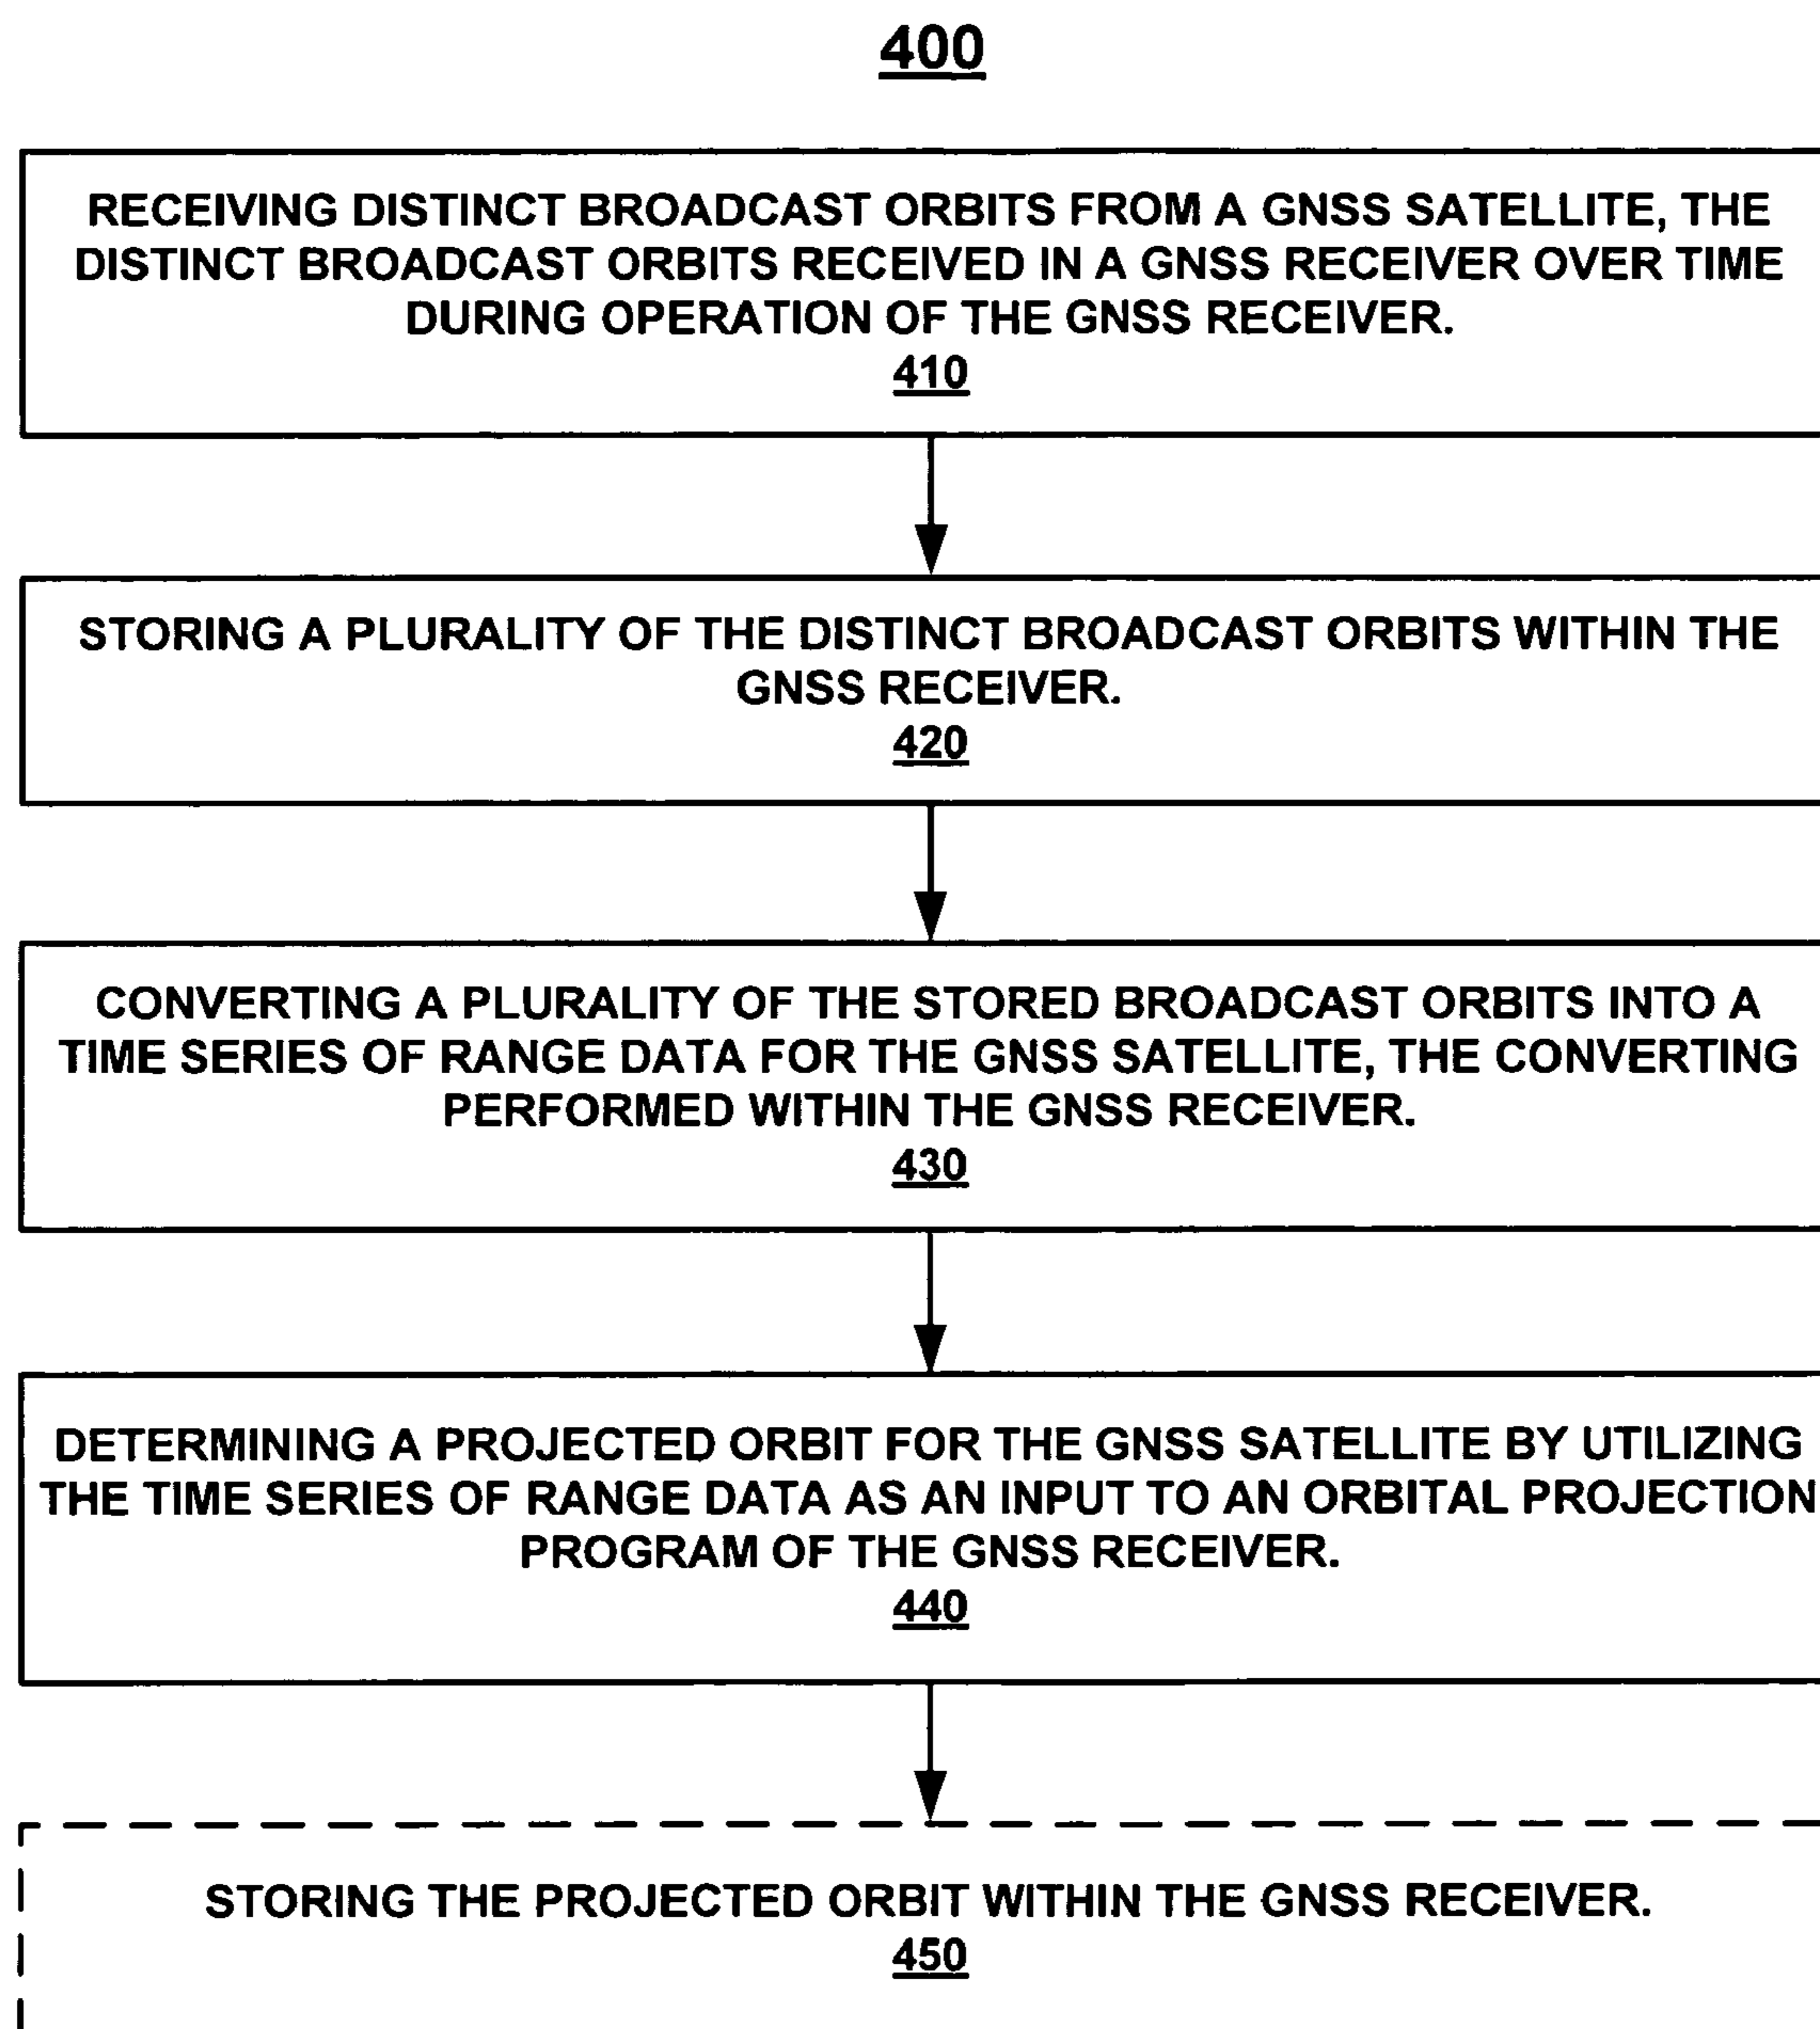 400
RECEIVING DISTINCT BROADCAST ORBITS FROM A GNSS SATELLITE, THE
DISTINCT BROADCAST ORBITS RECEIVED IN A GNSS RECEIVER OVER TIME
DURING OPERATION OF THE GNSS RECEIVER.
410
STORING A PLURALITY OF THE DISTINCT BROADCAST ORBITS WITHIN THE
GNSS RECEIVER.
420
CONVERTING A PLURALITY OF THE STORED BROADCAST ORBITS INTO A
TIME SERIES OF RANGE DATA FOR THE GNSS SATELLITE, THE CONVERTING
PERFORMED WITHIN THE GNSS RECEIVER.
430
DETERMINING A PROJECTED ORBIT FOR THE GNSS SATELLITE BY UTILIZING
THE TIME SERIES OF RANGE DATA AS AN INPUT TO AN ORBITAL PROJECTION
PROGRAM OF THE GNSS RECEIVER.
440
STORING THE PROJECTED ORBIT WITHIN THE GNSS RECEIVER.
450